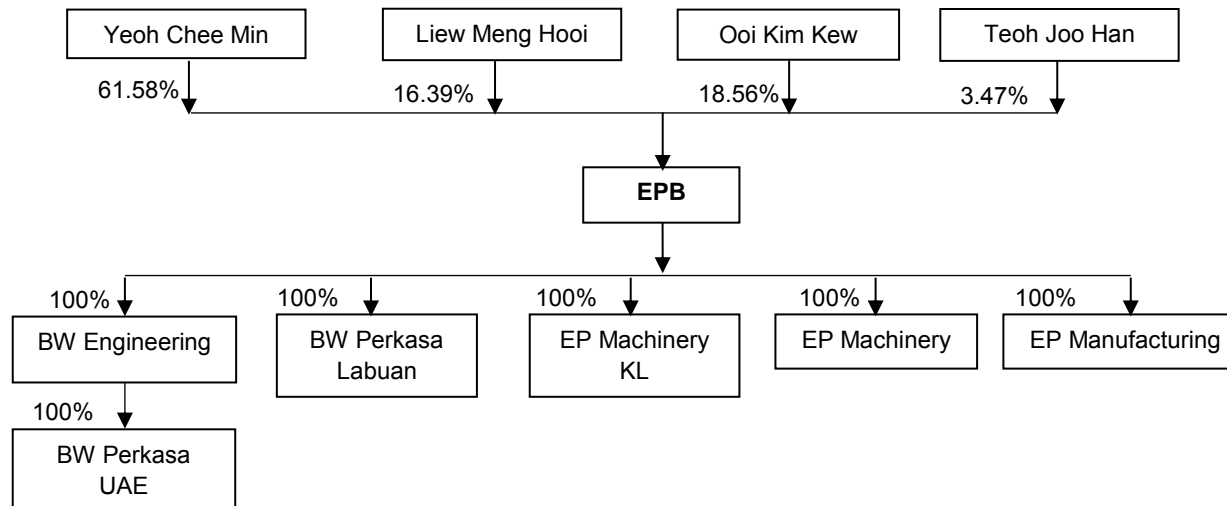 Yeoh Chee Min
Liew Meng Hooi
Ooi Kim Kew
Teoh Joo Han
61.58%
16.39%
18.56%
3.47%
EPB
100%
100%
100%
100%
100%
BW Engineering
BW Perkasa
Labuan
EP Machinery
KL
EP Machinery
EP Manufacturing
100%
BW Perkasa
UAE